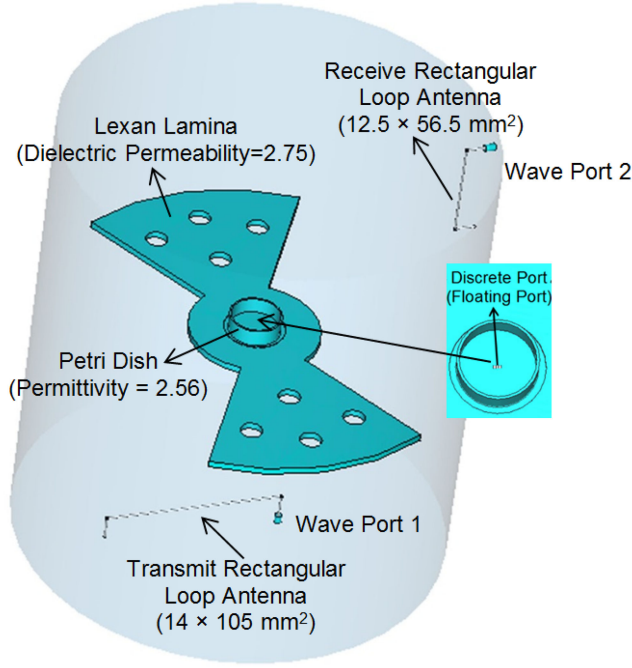 Receive Rectangular
Loop Antenna
(12.5 × 56.5 mm²)
Wave Port 2
Lexan Lamina
(Dielectric Permeability=2.75)
Discrete Port
(Floating Port)
Petri Dish
(Permittivity = 2.56)
Wave Port 1
Transmit Rectangular
Loop Antenna
(14 × 105 mm²)